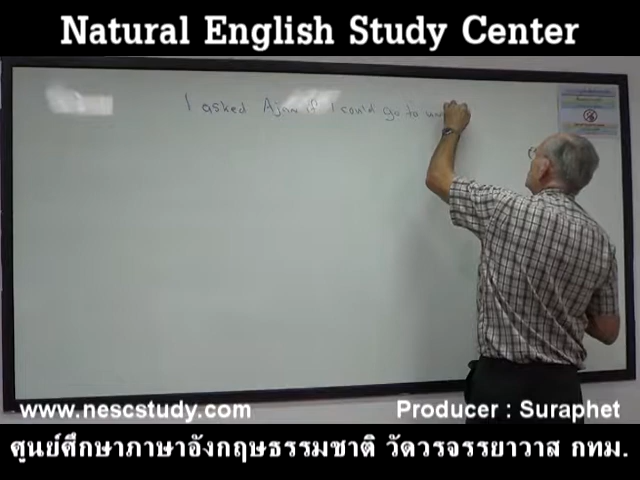 Natural English Study Center
I asked Ajan if I could go to
www.nescstudy.com
Producer : Suraphet
ศูนย์ศึกษาภาษาอังกฤษธรรมชาติ วัดวรจรรยาวาส กทม.